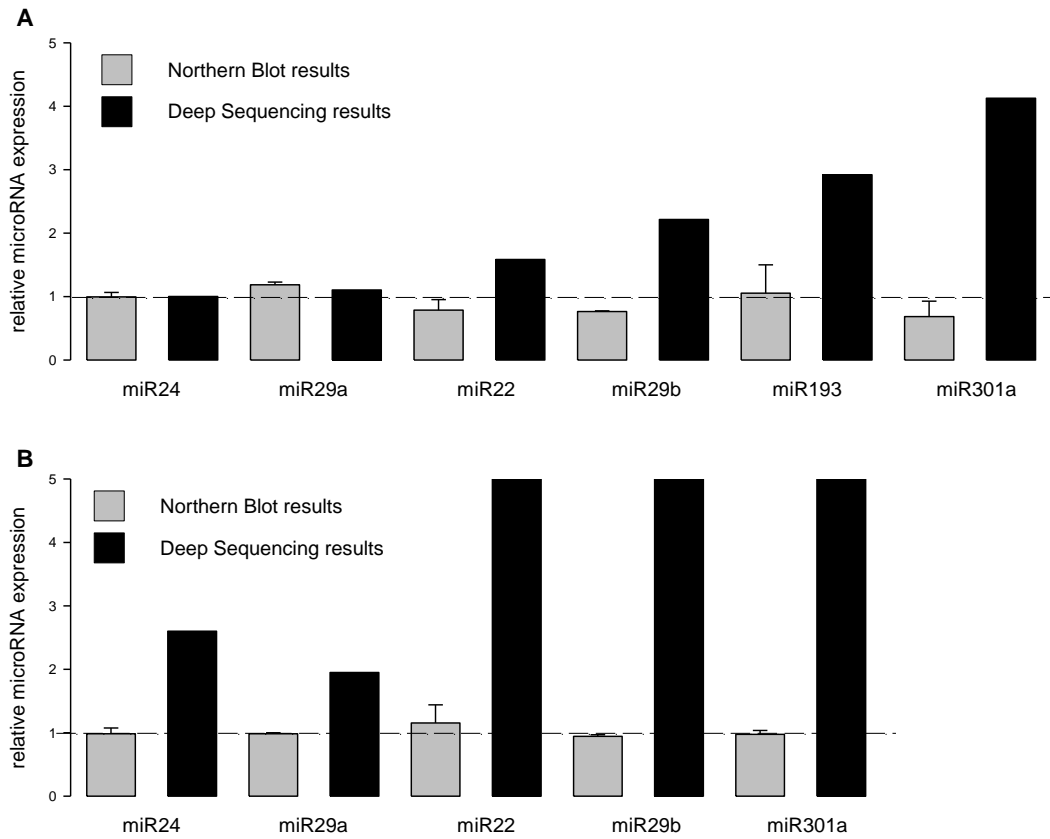 A
relative microRNA expression
5
4
3
2
1
0
Northern Blot results
Deep Sequencing results
miR24 miR29a miR22 miR29b miR193 miR301a
B
relative microRNA expression
5
4
3
2
1
0
Northern Blot results
Deep Sequencing results
miR24 miR29a miR22 miR29b miR301a